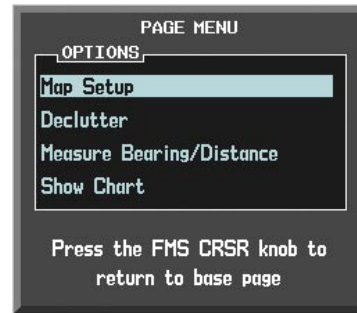 PAGE MENU
OPTIONS
Map Setup
Declutter
Measure Bearing/Distance
Show Chart
Press the FMS CRSR knob to
return to base page